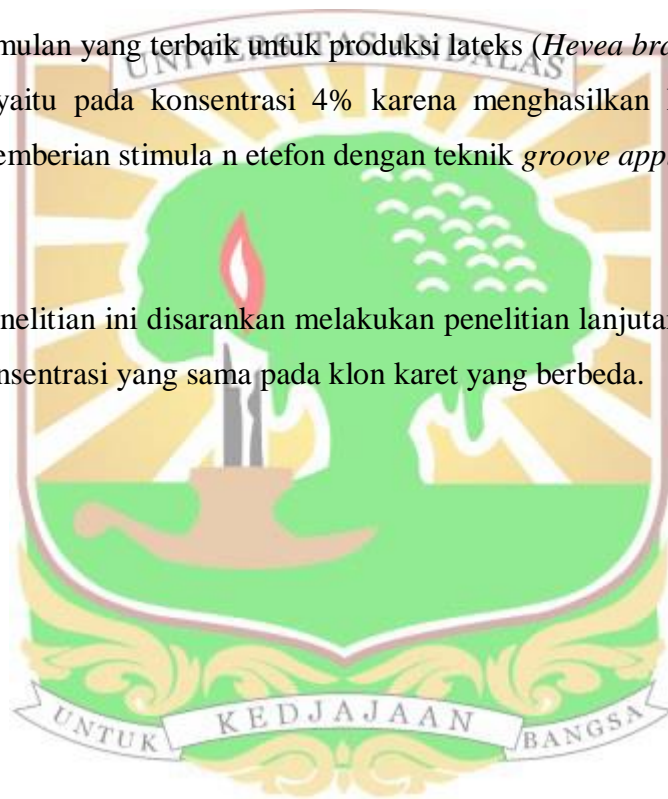 mulan yang terbaik untuk produksi lateks (Hevea bra
UNIVERSITAS ANDALAS
yaitu pada konsentrasi 4% karena menghasilkan
emberian stimula n etefon dengan teknik groove app
nelitian ini disarankan melakukan penelitian lanjutan
nsentrasi yang sama pada klon karet yang berbeda.
UNTUK KEDJAJAAN BANGSA